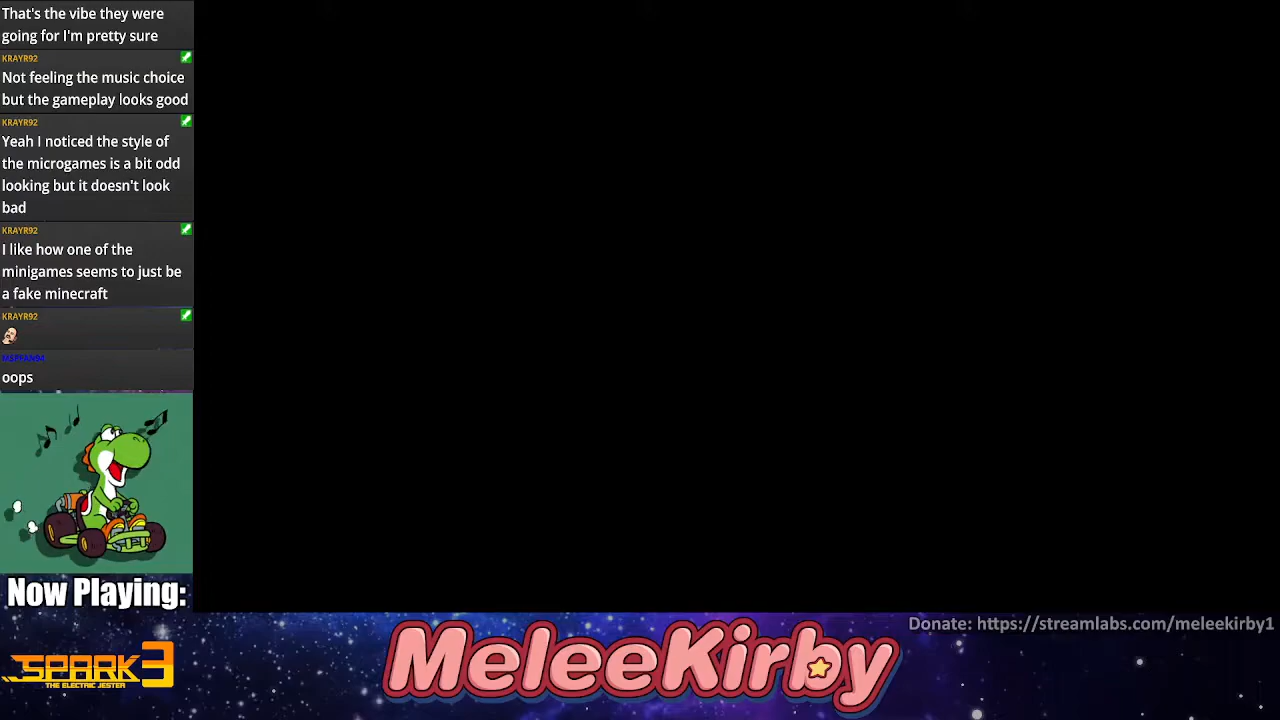 That's the vibe they were
going for I'm pretty sure
KRAYR92
Not feeling the music choice
but the gameplay looks good
KRAYR92
Yeah I noticed the style of
the microgames is a bit odd
looking but it doesn't look
bad
KRAYR92
I like how one of the
minigames seems to just be
a fake minecraft
KRAYR92
oops
Now Playing:
SPARK 3
THE ELECTRIC JESTER
MeleeKirby
Donate: https://streamlabs.com/meleekirby1